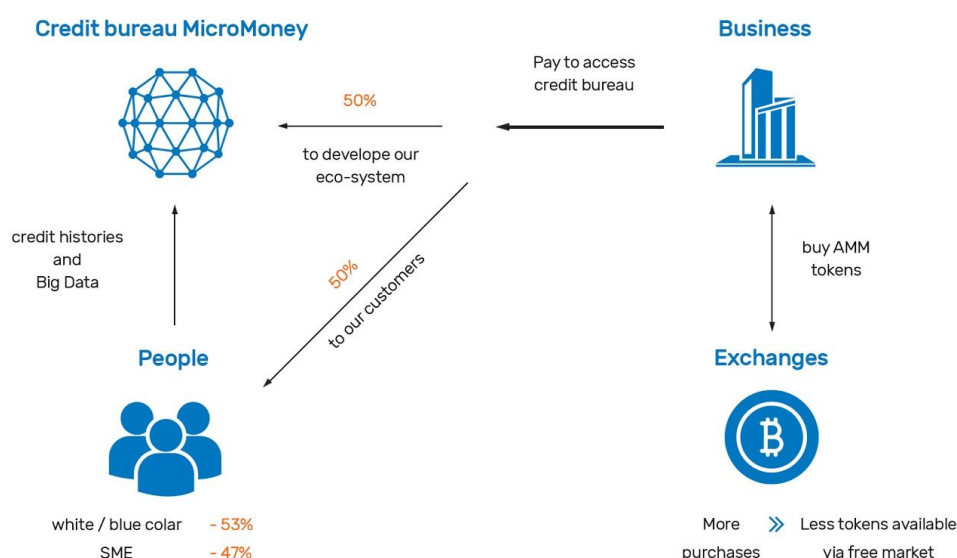 Credit bureau MicroMoney
Business
Pay to access
credit bureau
50%
to develope our
eco-system
credit histories
and
Big Data
50%
to our customers
buy AMM
tokens
People
Exchanges
white / blue colar - 53%
SME - 47%
More
purchases
Less tokens available
via free market